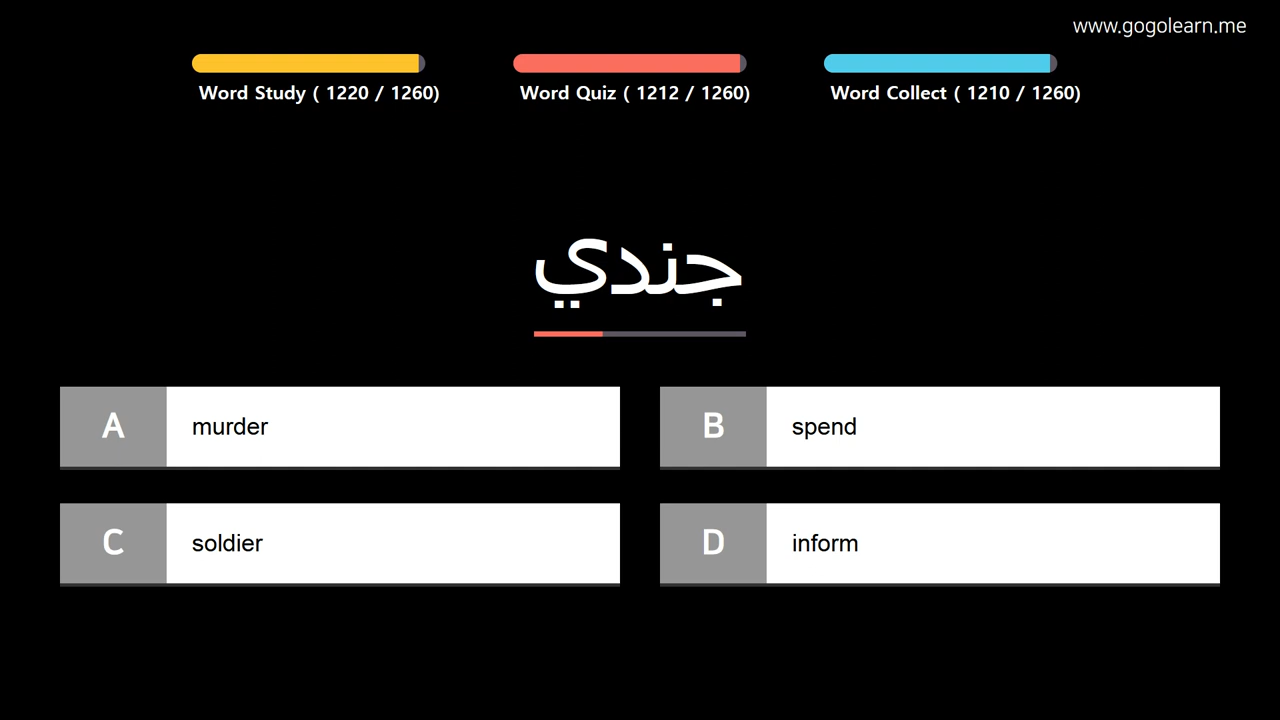 www.gogolearn.me
Word Study ( 1220 / 1260)
Word Quiz ( 1212 / 1260)
Word Collect ( 1210 / 1260)
جندي
A murder
B spend
C soldier
D inform